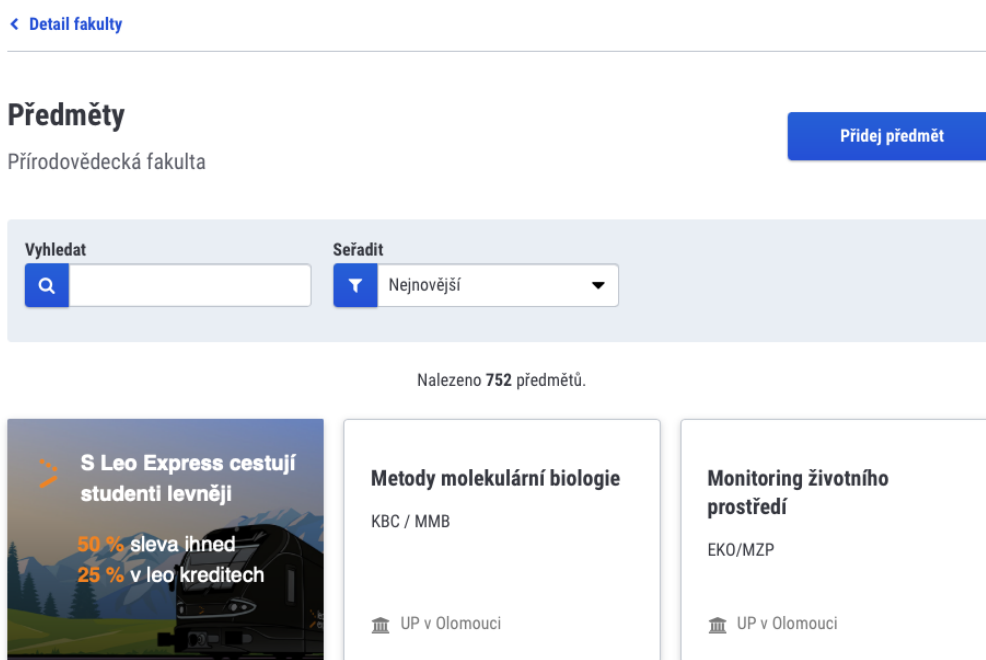 Detail fakulty
Předměty
Přírodovědecká fakulta
Přidej předmět
Vyhledat
Seřadit
Nejnovější
Nalezeno 752 předmětů.
S Leo Express cestují
studenti levněji
50 % sleva ihned
25 % v leo kreditech
Metody molekulární biologie
KBC / MMB
UP v Olomouci
Monitoring životního
prostředí
EKO/MZP
UP v Olomouci